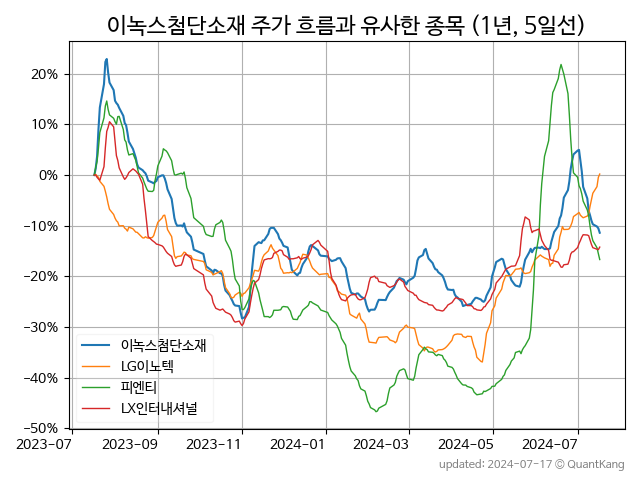 이녹스첨단소재 주가 흐름과 유사한 종목 (1년, 5일선)
20%
10%
0%
−10%
−20%
−30%
−40%
−50%
이녹스첨단소재
LG이노텍
피엔티
LX인터내셔널
2023-07 2023-09 2023-11 2024-01 2024-03 2024-05 2024-07
updated: 2024-07-17 © QuantKang